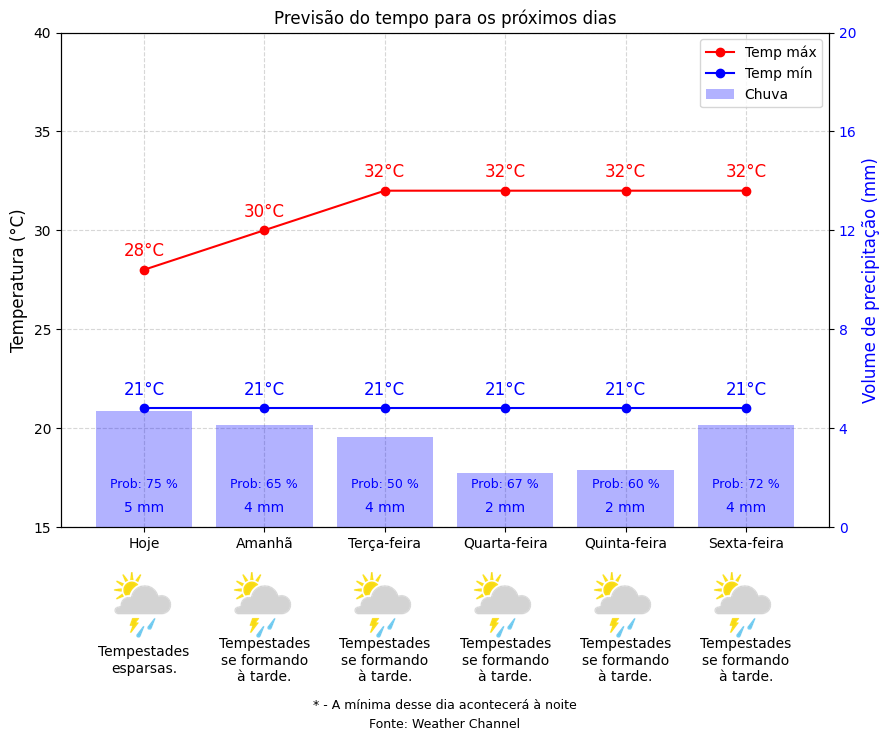 Previsão do tempo para os próximos dias
40
35
30
25
20
15
Temperatura (°C)
20
16
12
8
4
0
Volume de precipitação (mm)
Temp máx
Temp mín
Chuva
28°C
30°C
32°C
32°C
32°C
32°C
21°C
21°C
21°C
21°C
21°C
21°C
Prob: 75 %
Prob: 65 %
Prob: 50 %
Prob: 67 %
Prob: 60 %
Prob: 72 %
5 mm
4 mm
4 mm
2 mm
2 mm
4 mm
Hoje
Amanhã
Terça-feira
Quarta-feira
Quinta-feira
Sexta-feira
Tempestades
esparsas.
Tempestades
se formando
à tarde.
Tempestades
se formando
à tarde.
Tempestades
se formando
à tarde.
Tempestades
se formando
à tarde.
Tempestades
se formando
à tarde.
* - A mínima desse dia acontecerá à noite
Fonte: Weather Channel